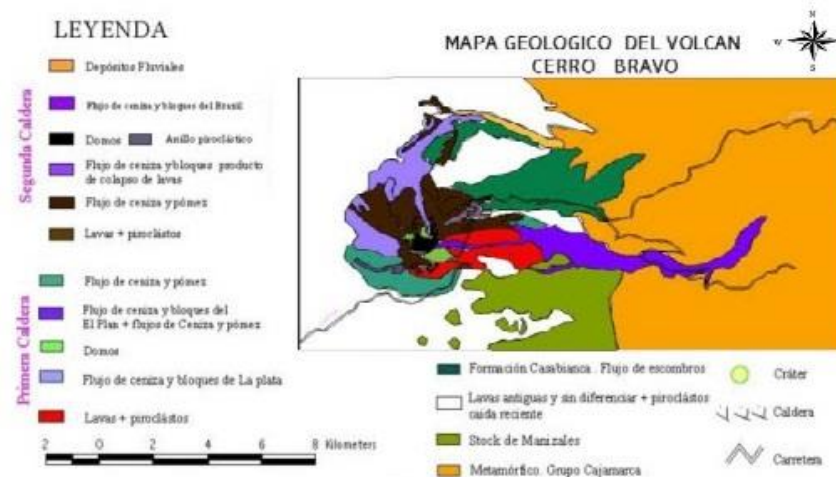 LEYENDA
Segunda Caldera
Depósitos Fluviales
Flujo de ceniza y bloques del Brazil
Domos
Anillo piroclástico
Flujo de ceniza y bloques producto
de colapso de lavas
Flujo de ceniza y pómez
Lavas + piroclástos
Primera Caldera
Flujo de ceniza y pómez
Flujo de ceniza y bloques del
El Plan + flujos de Ceniza y pómez
Domos
Flujo de ceniza y bloques de La plata
Lavas + piroclástos
2 0 2 4 6 8 Kilometers
MAPA GEOLOGICO DEL VOLCAN
CERRO BRAVO
N
W E
S
Formación Casabianca . Flujo de escombros
Lavas antiguas y sin diferenciar + piroclástos
caida reciente
Stock de Manizales
Metamórfico. Grupo Cajamarca
Cráter
Caldera
Carretera